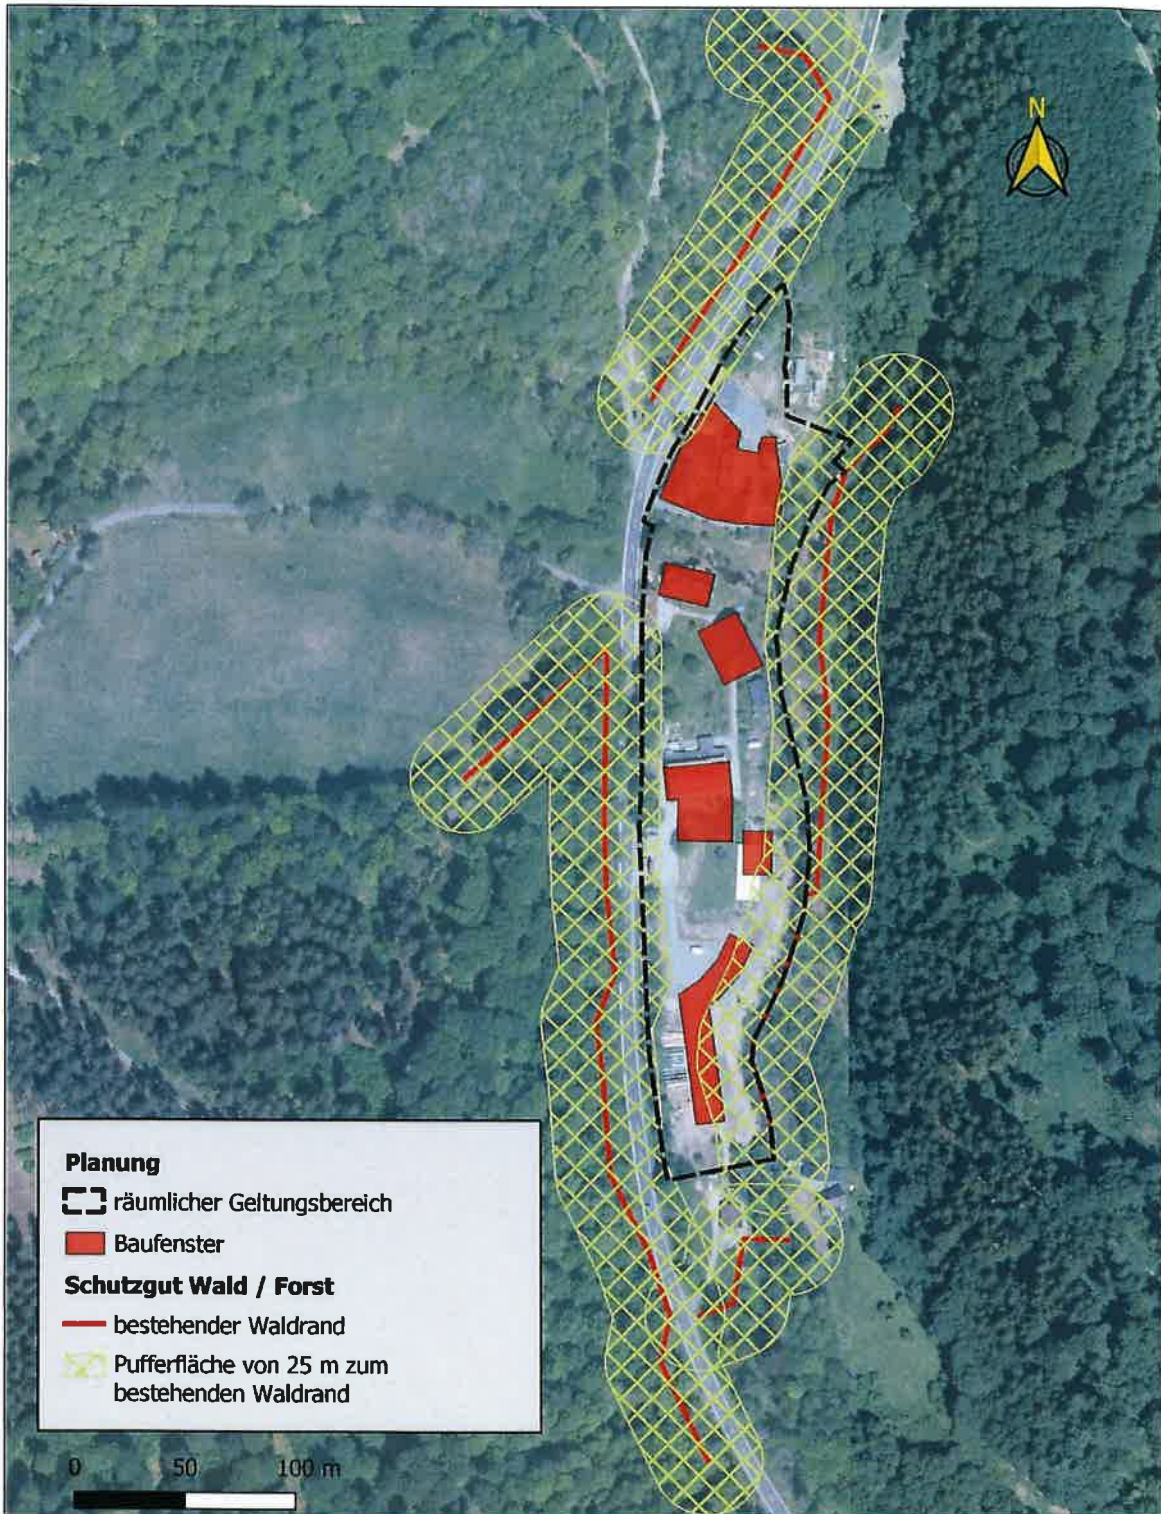 N
Planung
räumlicher Geltungsbereich
Baufenster
Schutzgut Wald / Forst
bestehender Waldrand
Pufferfläche von 25 m zum
bestehenden Waldrand
0 50 100 m